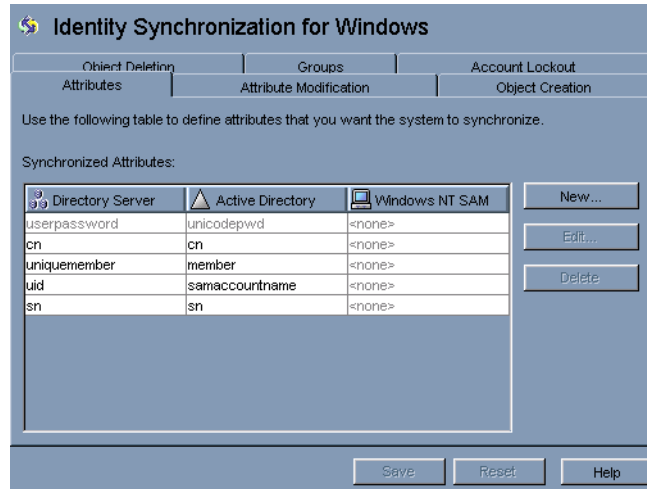 Identity Synchronization for Windows
Object Deletion Groups Account Lockout
Attributes Attribute Modification Object Creation
Use the following table to define attributes that you want the system to synchronize.
Synchronized Attributes:
Directory Server Active Directory Windows NT SAM New...
userpassword unicodepwd <none>
cn cn <none> Edit...
uniquemember member <none>
uid samaccountname <none> Delete
sn sn <none>
Save Reset Help